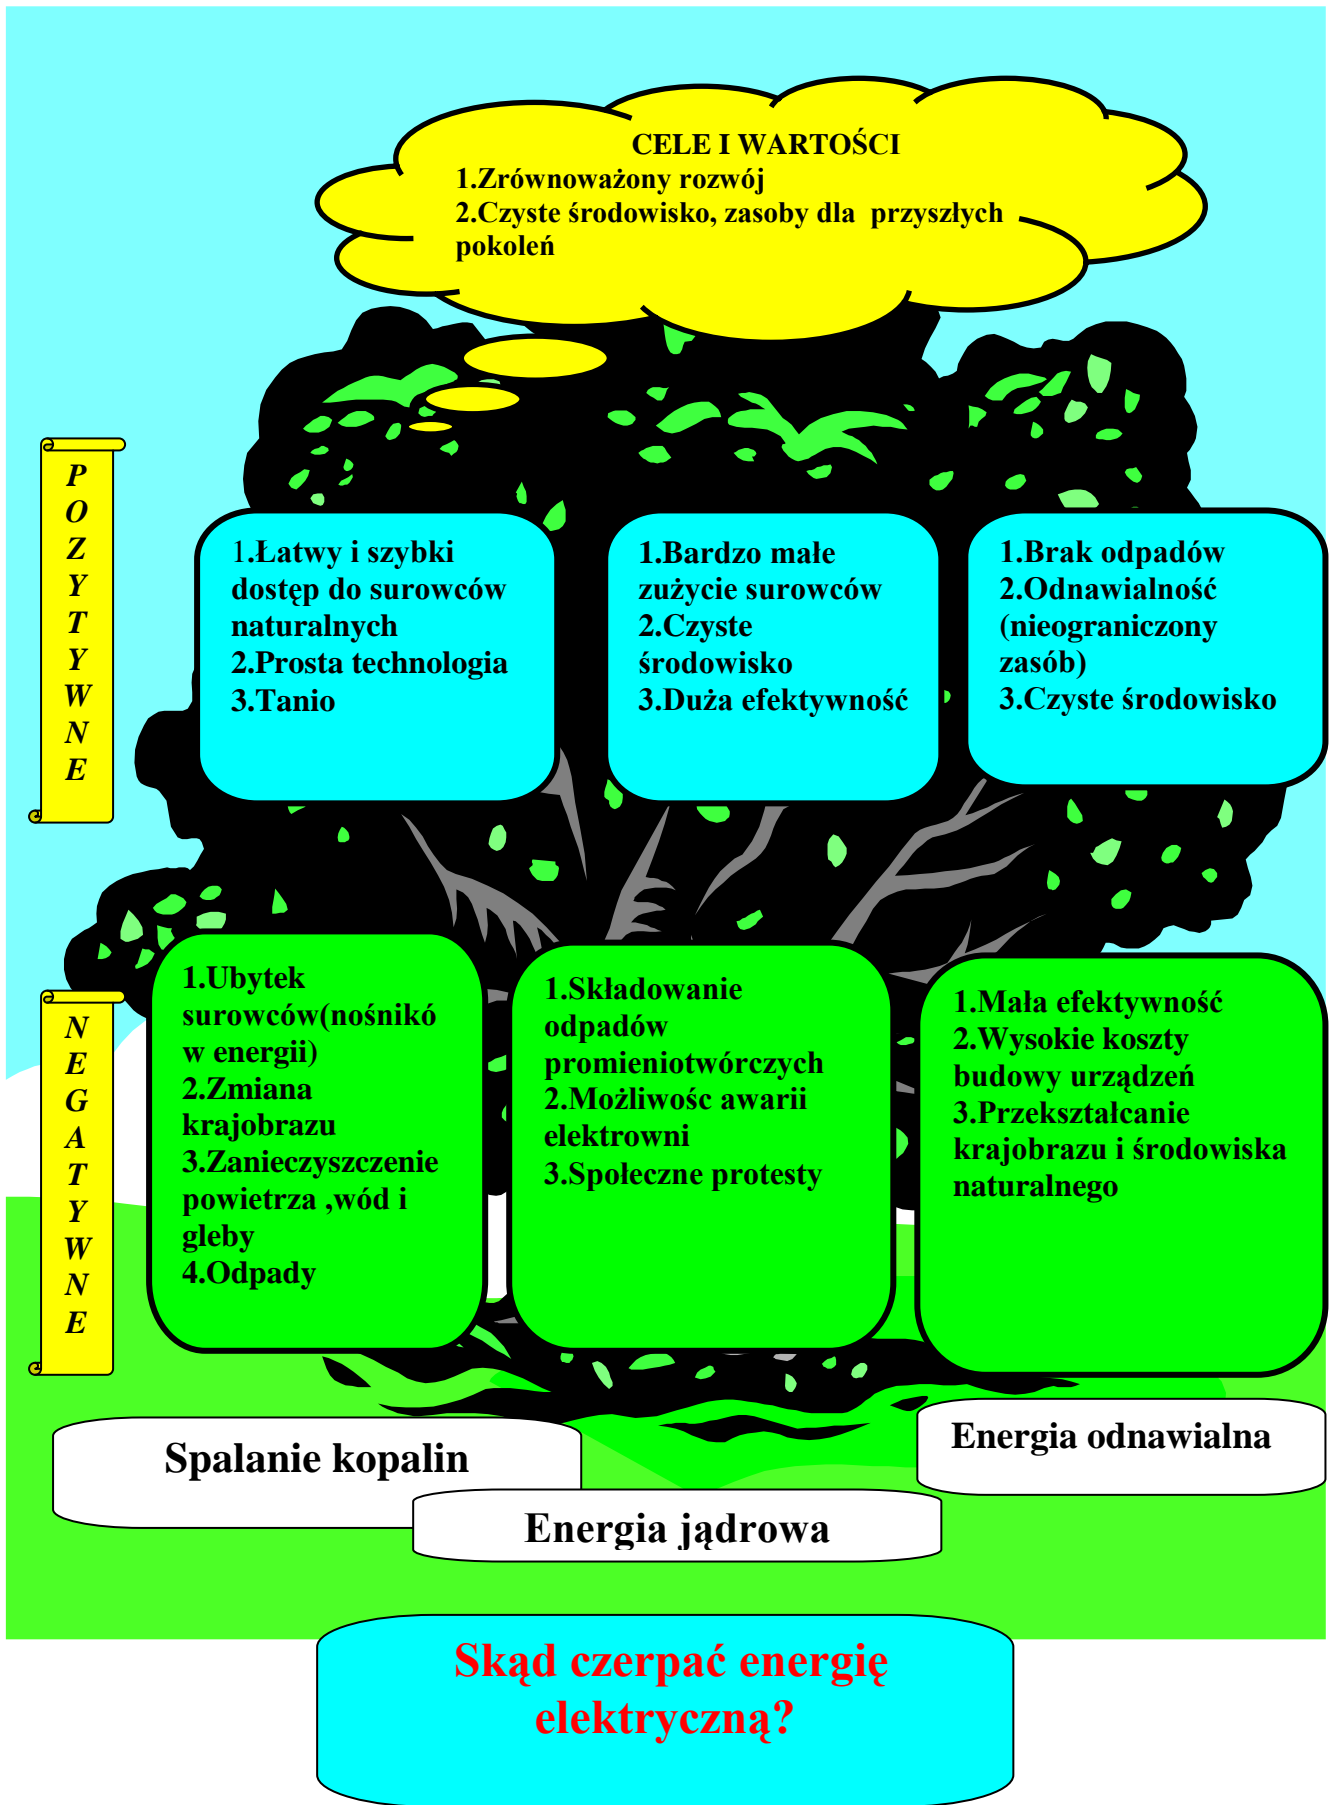 CELE I WARTOŚCI
1.Zrównoważony rozwój
2.Czyste środowisko, zasoby dla przyszłych
pokoleń
P
O
Z
Y
T
Y
W
N
E
1.Łatwy i szybki
dostęp do surowców
naturalnych
2.Prosta technologia
3.Tanio
1.Bardzo małe
zużycie surowców
2.Czyste
środowisko
3.Duża efektywność
1.Brak odpadów
2.Odnawialność
(nieograniczony
zasób)
3.Czyste środowisko
N
E
G
A
T
Y
W
N
E
1.Ubytek
surowców(nośnikó
w energii)
2.Zmiana
krajobrazu
3.Zanieczyszczenie
powietrza ,wód i
gleby
4.Odpady
1.Składowanie
odpadów
promieniotwórczych
2.Możliwośc awarii
elektrowni
3.Społeczne protesty
1.Mała efektywność
2.Wysokie koszty
budowy urządzeń
3.Przekształcanie
krajobrazu i środowiska
naturalnego
Spalanie kopalin
Energia jądrowa
Energia odnawialna
Skąd czerpać energię
elektryczną?